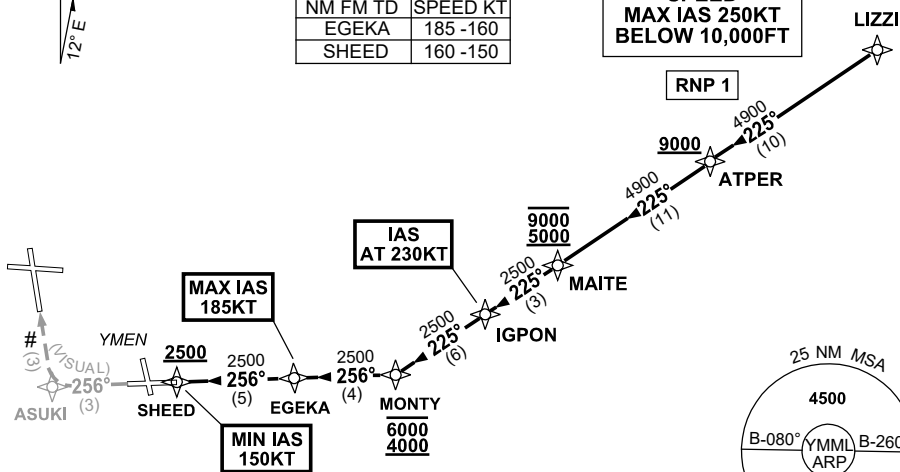 NM FM TD SPEED KT
EGEKA 185 -160
SHEED 160 -150
MAX IAS 250KT
BELOW 10,000FT
LIZZI
12° E
RNP 1
4900
225°
(10)
9000
ATPER
4900
225°
(11)
9000
5000
MAITE
IAS
AT 230KT
2500
225°
(3)
IGPON
MAX IAS
185KT
2500
225°
(6)
#
(3)
(VISUAL)
YMEN
2500
2500
256°
(5)
2500
256°
(4)
256°
(3)
ASUKI
SHEED
EGEKA
MONTY
6000
4000
MIN IAS
150KT
25 NM MSA
4500
B-080°
YMML
ARP
B-260